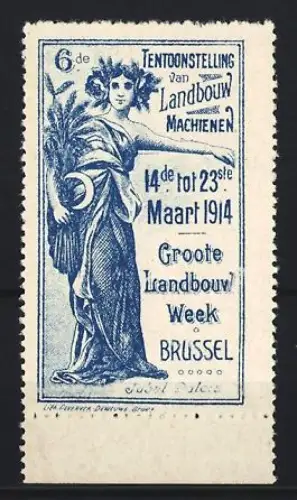 6de TENTOONSTELLING
van
Landbouw
MACHIENEN
14de tot 23ste
Maart 1914
Groote
Landbouw
Week
BRUSSEL